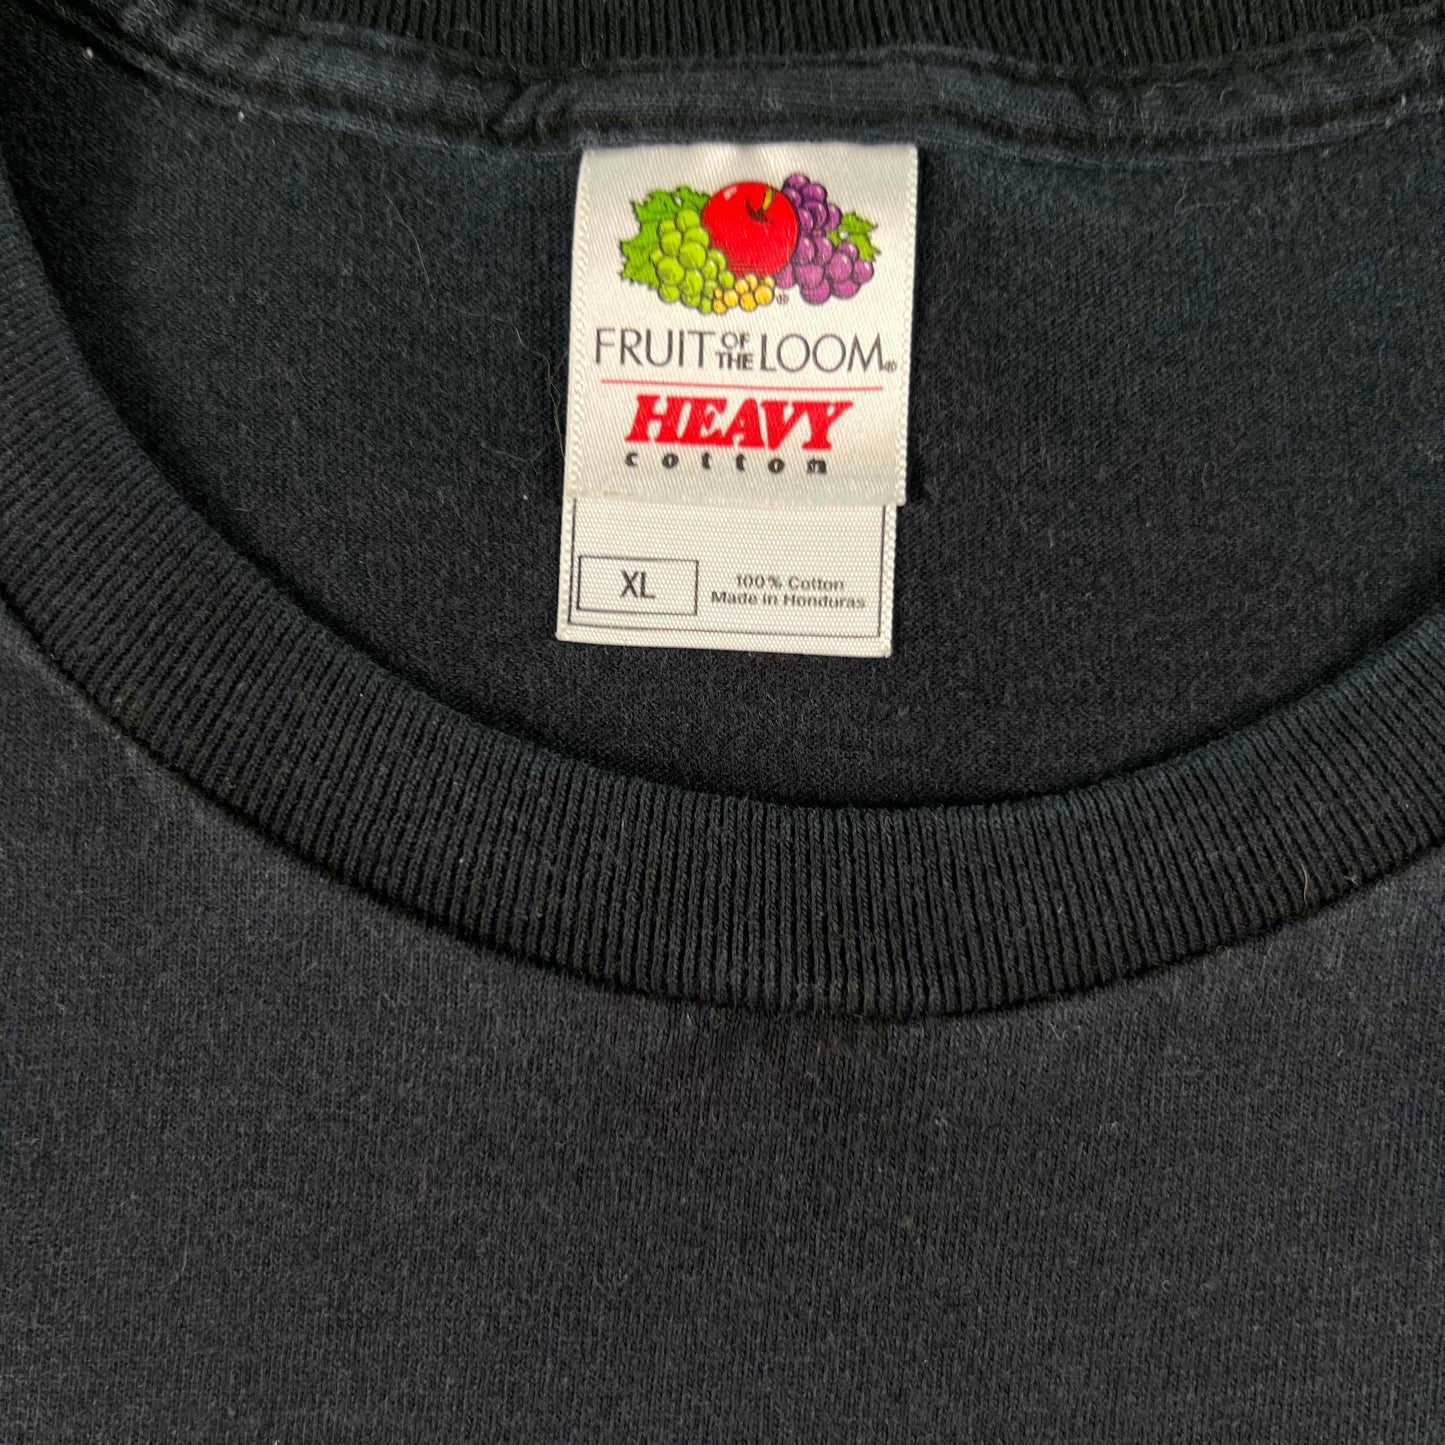 FRUIT OF THE LOOM®
HEAVY
cotton
XL
100% Cotton
Made in Honduras